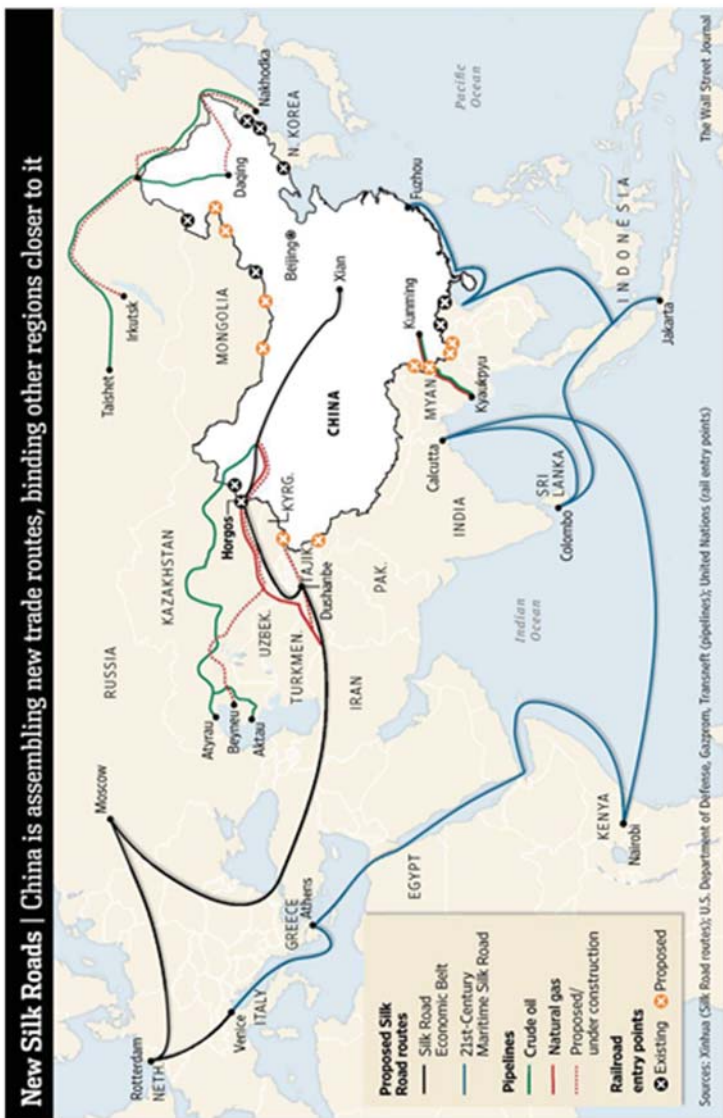 New Silk Roads | China is assembling new trade routes, binding other regions closer to it
Rotterdam
NETH.
Venice
ITALY
Moscow
GREECE
Athens
EGYPT
KENYA
Nairobi
RUSSIA
KAZAKHSTAN
Atyrau
Beyneu
Aktau
UZBEK.
TURKMEN.
IRAN
Horgos
KYRG.
TAJIK.
Dushanbe
PAK.
INDIA
Calcutta
SRI
LANKA
Colombo
Indian
Ocean
Taishet
Irkutsk
MONGOLIA
CHINA
Beijing
Xian
Daqing
Nakhodka
N. KOREA
Kunming
MYAN.
Kyaukpyu
Fuzhou
Pacific
Ocean
INDONESIA
Jakarta
Proposed Silk
Road routes
Silk Road
Economic Belt
21st-Century
Maritime Silk Road
Pipelines
Crude oil
Natural gas
Proposed/
under construction
Railroad
entry points
Existing
Proposed
Sources: Xinhua (Silk Road routes); U.S. Department of Defense, Gazprom, Transneft (pipelines); United Nations (rail entry points)
The Wall Street Journal